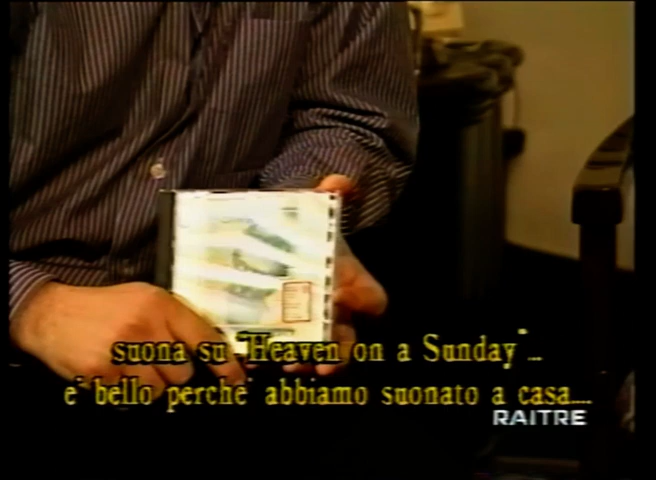 suona su "Heaven on a Sunday"...
e' bello perche' abbiamo suonato a casa....
RAITRE